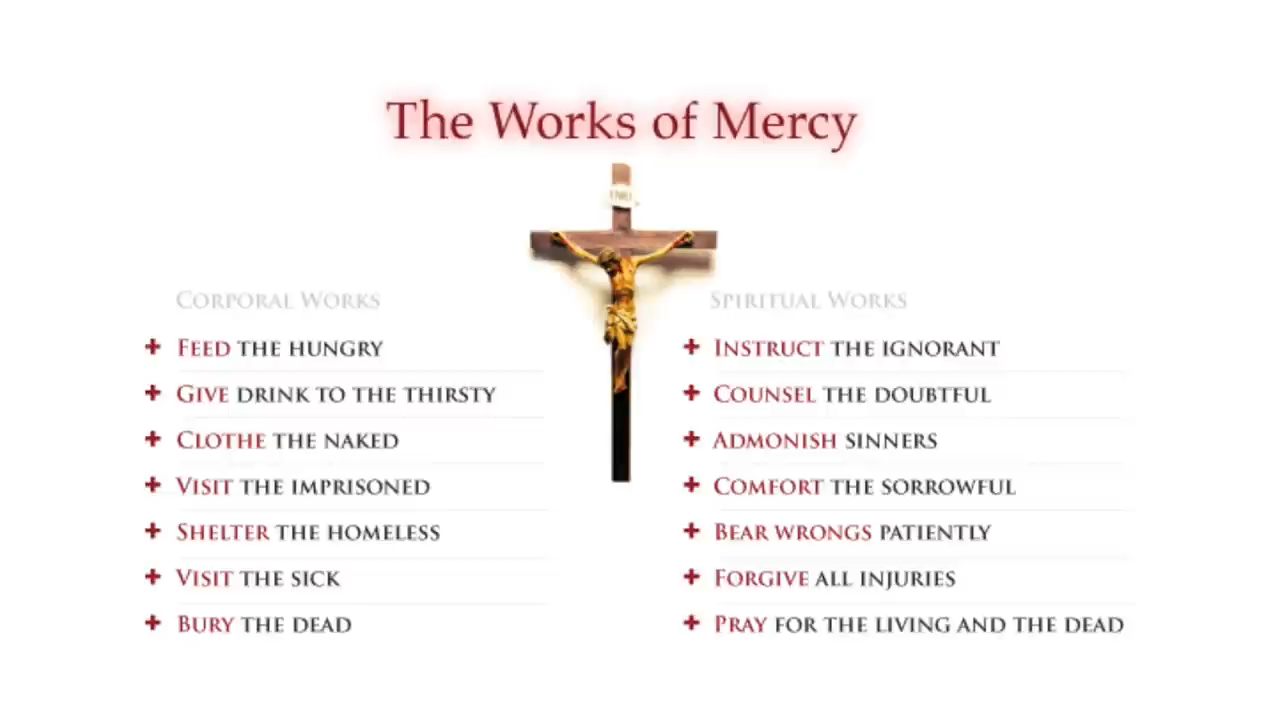 The Works of Mercy
INRI
Corporal Works
Feed the hungry
Give drink to the thirsty
Clothe the naked
Visit the imprisoned
Shelter the homeless
Visit the sick
Bury the dead
Spiritual Works
Instruct the ignorant
Counsel the doubtful
Admonish sinners
Comfort the sorrowful
Bear wrongs patiently
Forgive all injuries
Pray for the living and the dead